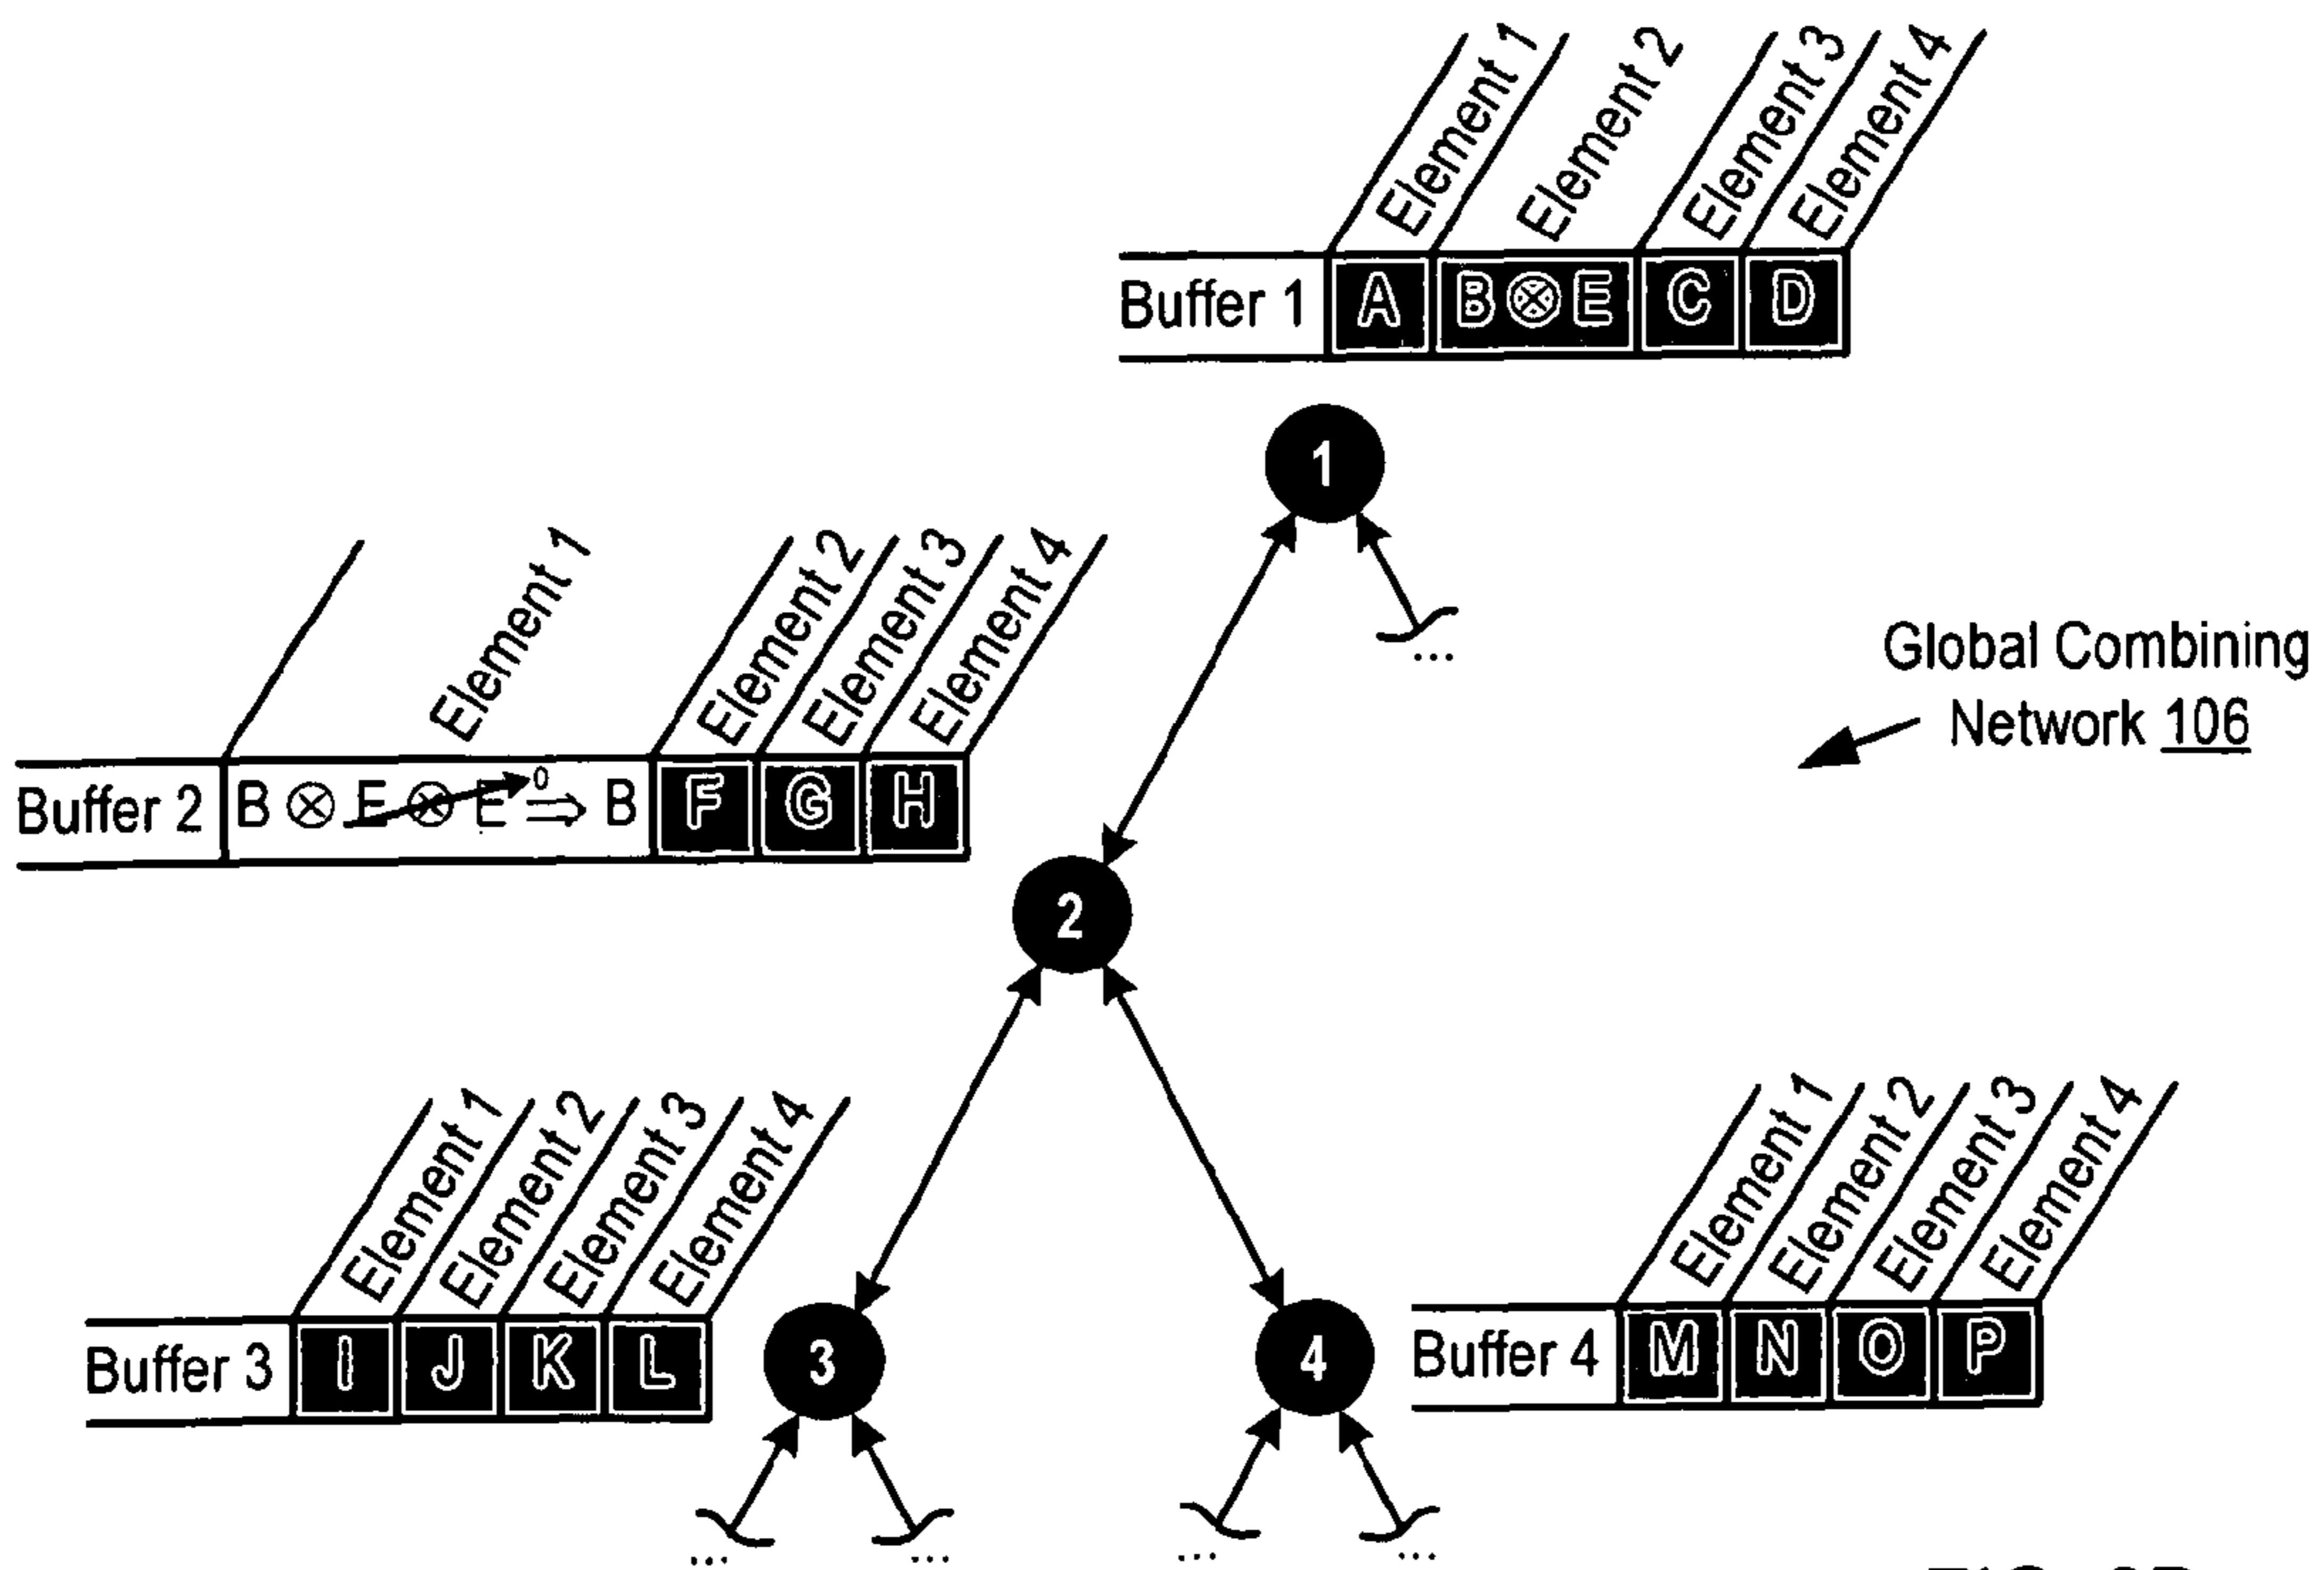 Element 1
Element 2
Element 3
Element 4
Buffer 1 A B⊗E C D
1
...
Element 1
Element 2
Element 3
Element 4
Global Combining
Network 106
Buffer 2 B ⊗ E ⊗ E 0 ⇒ B F G H
2
Element 1
Element 2
Element 3
Element 4
Element 1
Element 2
Element 3
Element 4
Buffer 3 I J K L
3
4
Buffer 4 M N O P
...
...
...
...